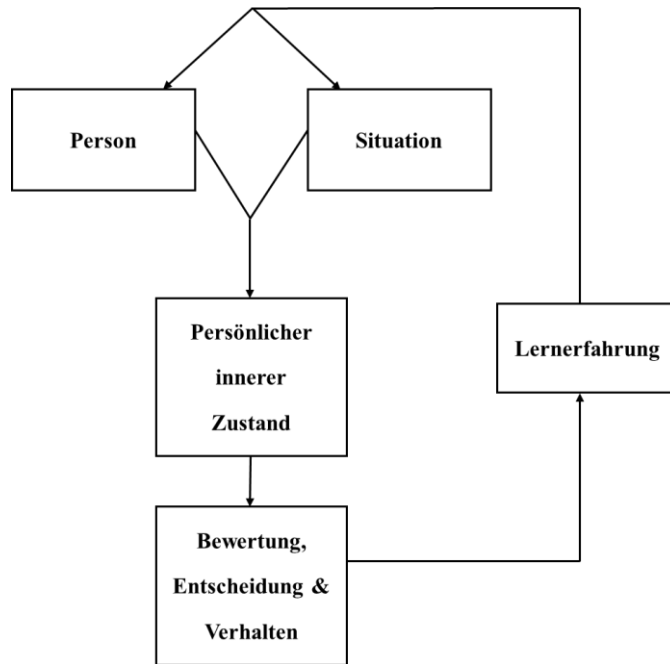 Person
Situation
Persönlicher
innerer
Zustand
Lernerfahrung
Bewertung,
Entscheidung &
Verhalten